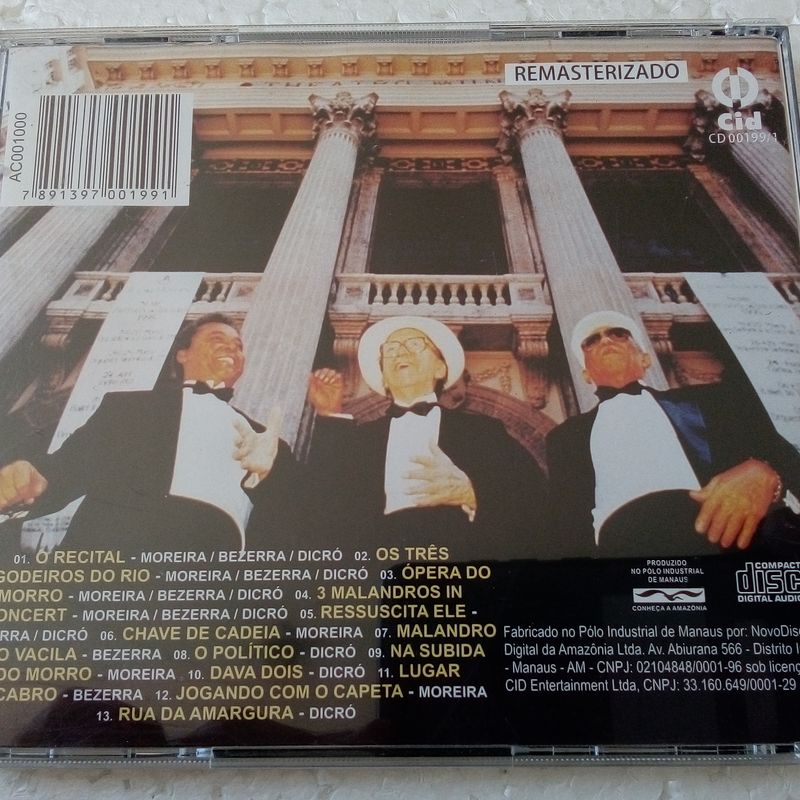 REMASTERIZADO
Cid
CD 00199/1
AC001000
7 891397 001991
01. O RECITAL - MOREIRA / BEZERRA / DICRÓ 02. OS TRÊS
GODEIROS DO RIO - MOREIRA / BEZERRA / DICRÓ 03. ÓPERA DO
MORRO - MOREIRA / BEZERRA / DICRÓ 04. 3 MALANDROS IN
ONCERT - MOREIRA / BEZERRA / DICRÓ 05. RESSUSCITA ELE -
RRA / DICRÓ 06. CHAVE DE CADEIA - MOREIRA 07. MALANDRO
O VACILA - BEZERRA 08. O POLÍTICO - DICRÓ 09. NA SUBIDA
DO MORRO - MOREIRA 10. DAVA DOIS - DICRÓ 11. LUGAR
CABRO - BEZERRA 12. JOGANDO COM O CAPETA - MOREIRA
13. RUA DA AMARGURA - DICRÓ
PRODUZIDO
NO PÓLO INDUSTRIAL
DE MANAUS
CONHEÇA A AMAZÔNIA
COMPACT
disc
DIGITAL AUDIO
Fabricado no Pólo Industrial de Manaus por: NovoDisc
Digital da Amazônia Ltda. Av. Abiurana 566 - Distrito I
- Manaus - AM - CNPJ: 02104848/0001-96 sob licenç
CID Entertainment Ltda, CNPJ: 33.160.649/0001-29